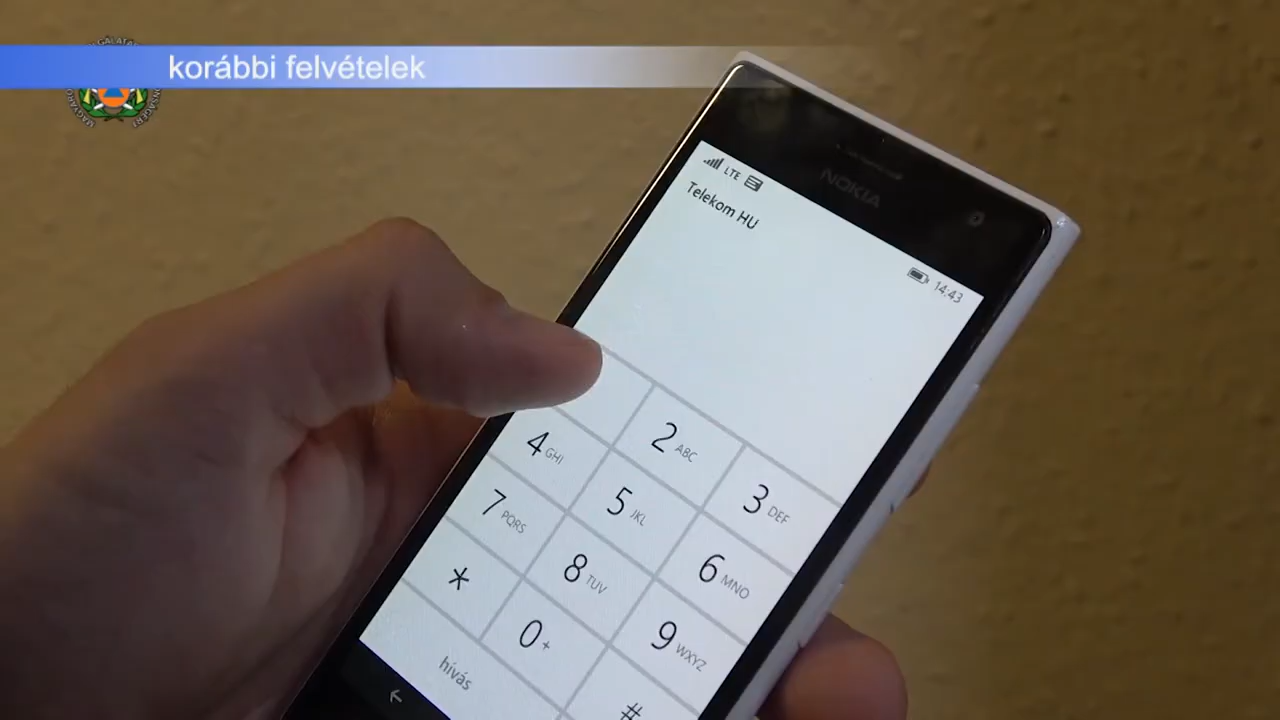 korábbi felvételek
NOKIA
LTE
Telekom HU
14:43
2 ABC
3 DEF
4 GHI
5 JKL
6 MNO
7 PQRS
8 TUV
9 WXYZ
*
0 +
#
hívás